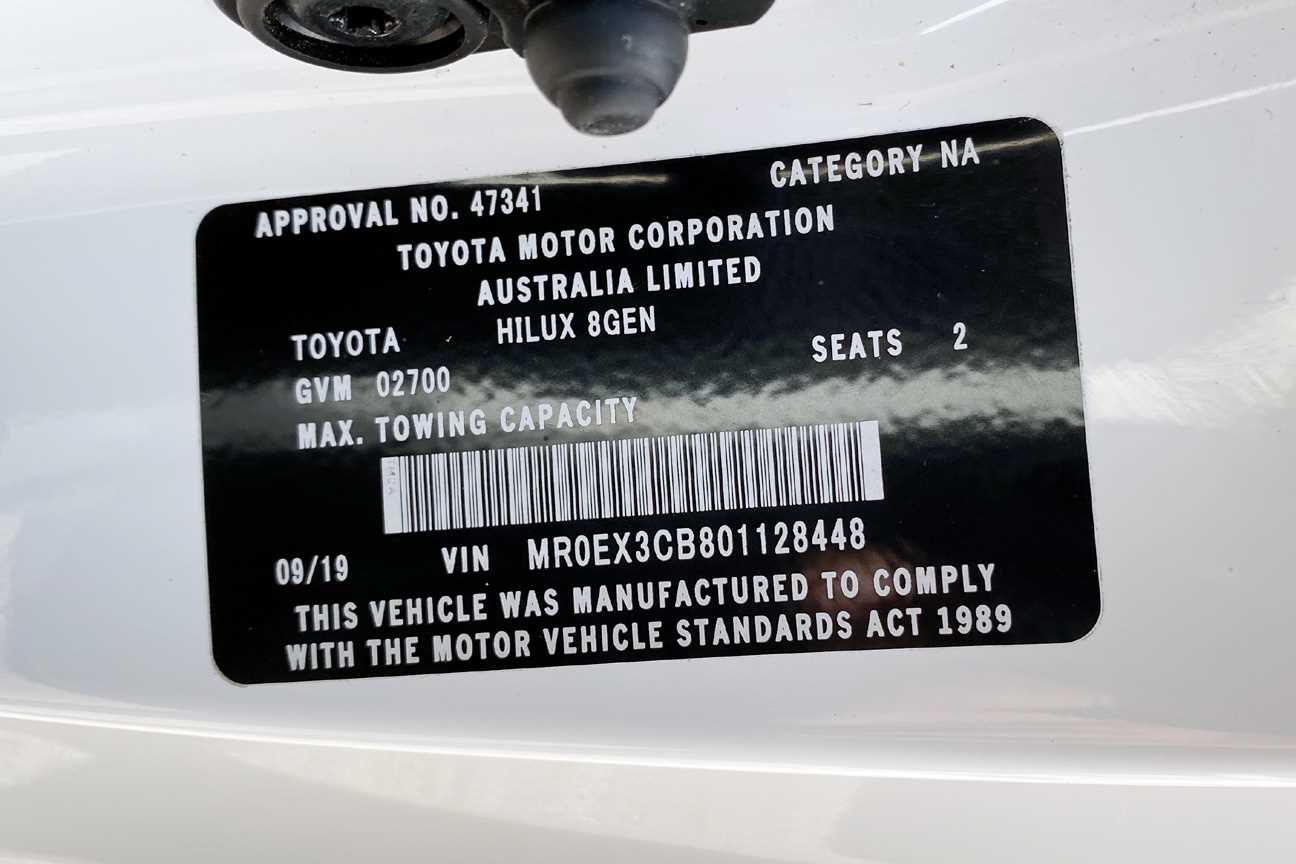 APPROVAL NO. 47341 CATEGORY NA
TOYOTA MOTOR CORPORATION
AUSTRALIA LIMITED
TOYOTA HILUX 8GEN
SEATS 2
GVM 02700
MAX. TOWING CAPACITY
TMCA
09/19 VIN MR0EX3CB801128448
THIS VEHICLE WAS MANUFACTURED TO COMPLY
WITH THE MOTOR VEHICLE STANDARDS ACT 1989